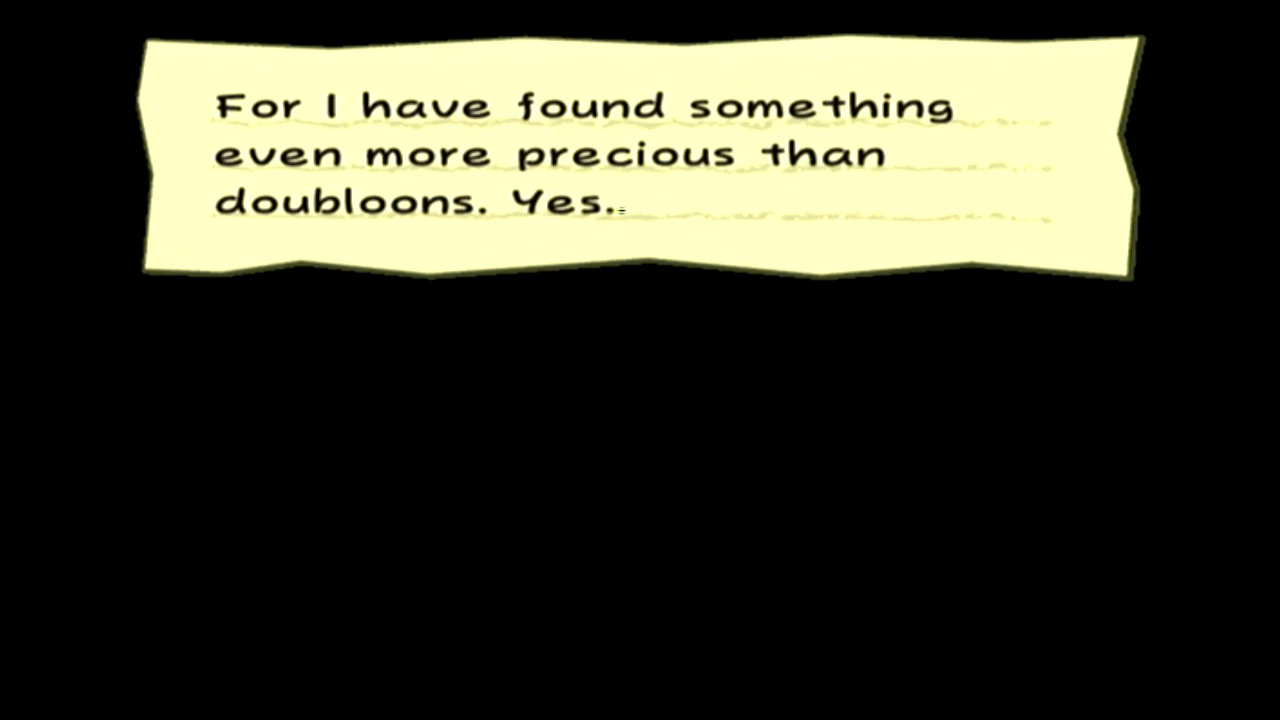 For I have found something
even more precious than
doubloons. Yes.